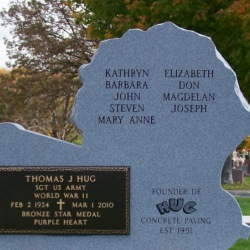 KATHRYN ELIZABETH
BARBARA DON
JOHN MAGDELAN
STEVEN JOSEPH
MARY ANNE
THOMAS J HUG
SGT US ARMY
WORLD WAR II
FEB 2 1924 ✝ MAR 1 2010
BRONZE STAR MEDAL
PURPLE HEART
FOUNDER OF
HUG
CONCRETE PAVING
EST 1951